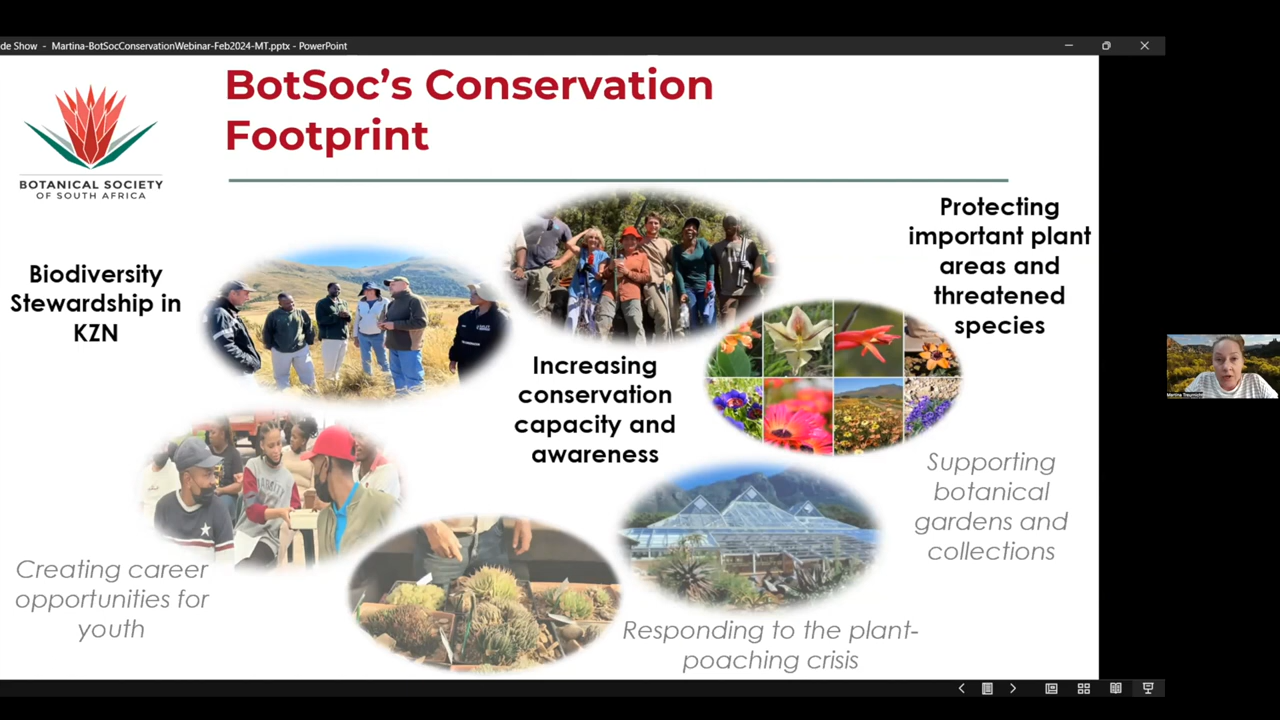 de Show - Martina-BotSocConservationWebinar-Feb2024-MT.pptx - PowerPoint
BotSoc's Conservation
Footprint
BOTANICAL SOCIETY
OF SOUTH AFRICA
Biodiversity
Stewardship in
KZN
Increasing
conservation
capacity and
awareness
Protecting
important plant
areas and
threatened
species
Supporting
botanical
gardens and
collections
Creating career
opportunities for
youth
Responding to the plant-
poaching crisis